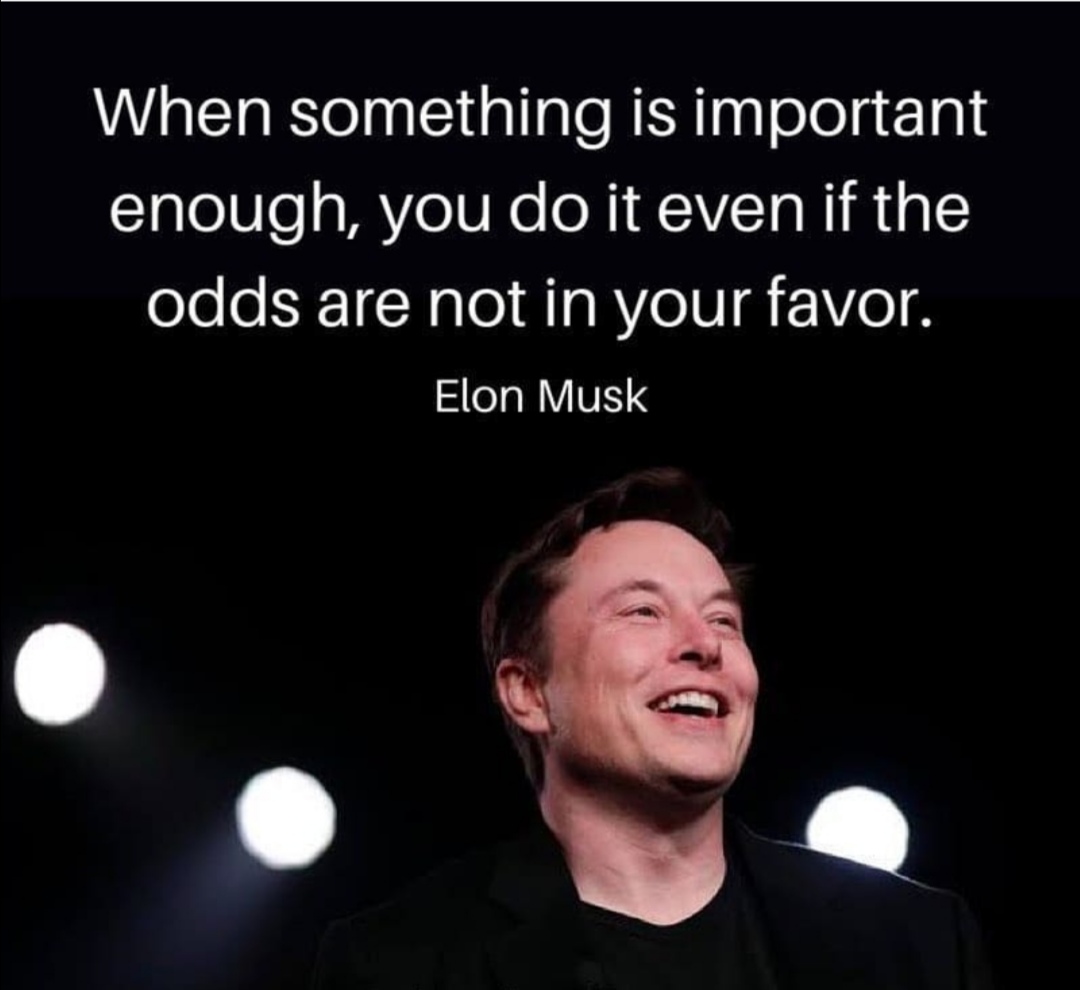 When something is important
enough, you do it even if the
odds are not in your favor.
Elon Musk